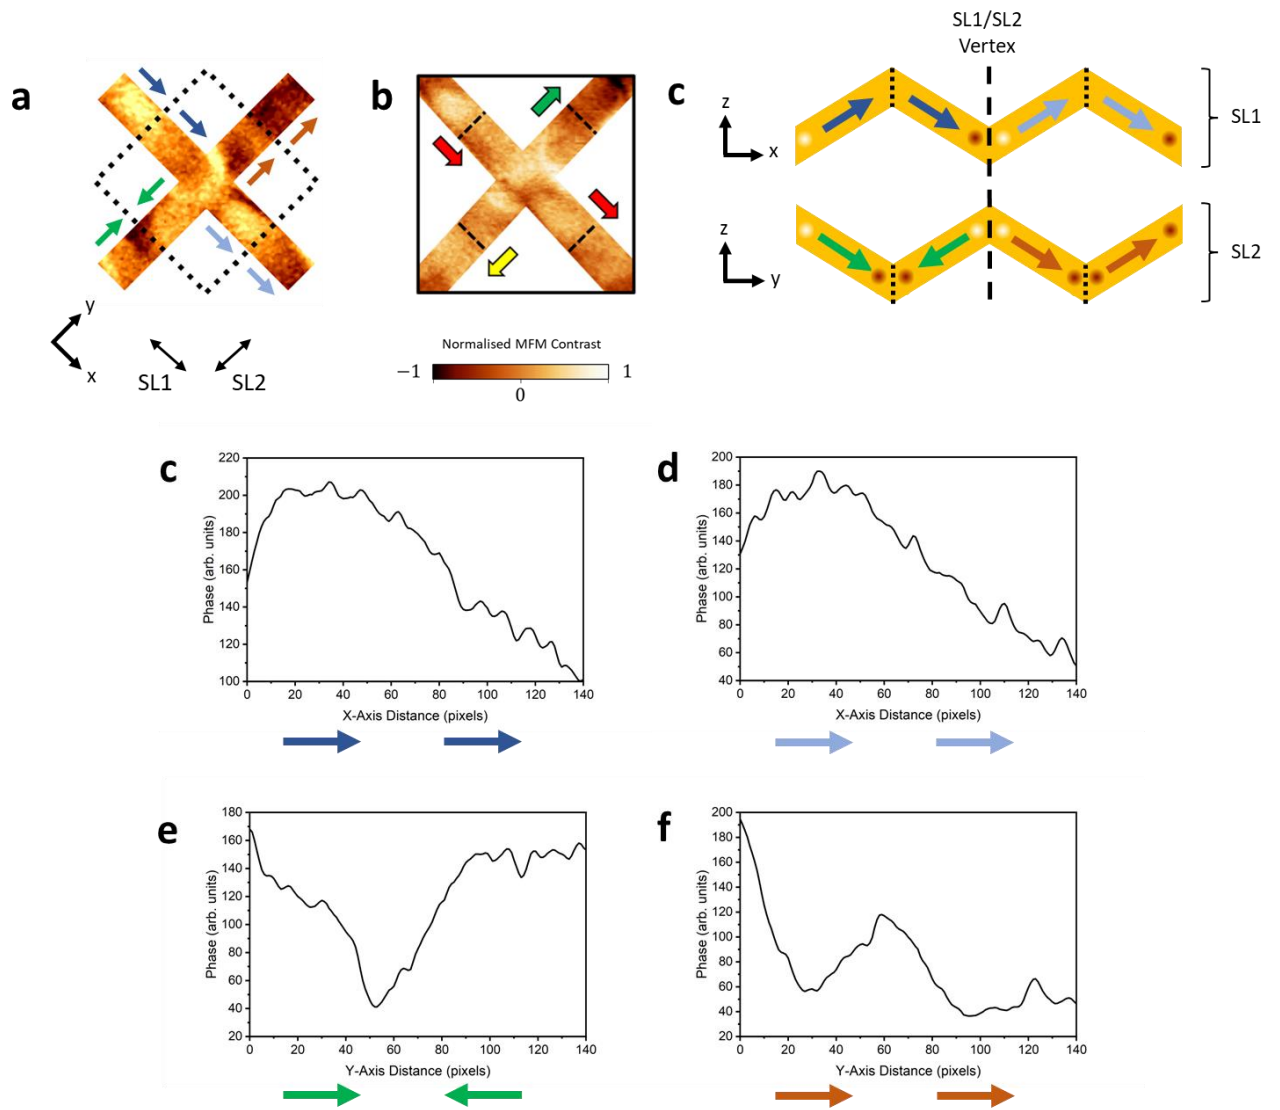 SL1/SL2
Vertex
a
b
c
z
x
SL1
z
y
SL2
y
x
SL1
SL2
Normalised MFM Contrast
−1
1
0
c
220
200
180
160
140
120
100
Phase (arb. units)
0 20 40 60 80 100 120 140
X-Axis Distance (pixels)
d
200
180
160
140
120
100
80
60
40
Phase (arb. units)
0 20 40 60 80 100 120 140
X-Axis Distance (pixels)
e
180
160
140
120
100
80
60
40
20
Phase (arb. units)
0 20 40 60 80 100 120 140
Y-Axis Distance (pixels)
f
200
180
160
140
120
100
80
60
40
20
Phase (arb. units)
0 20 40 60 80 100 120 140
Y-Axis Distance (pixels)